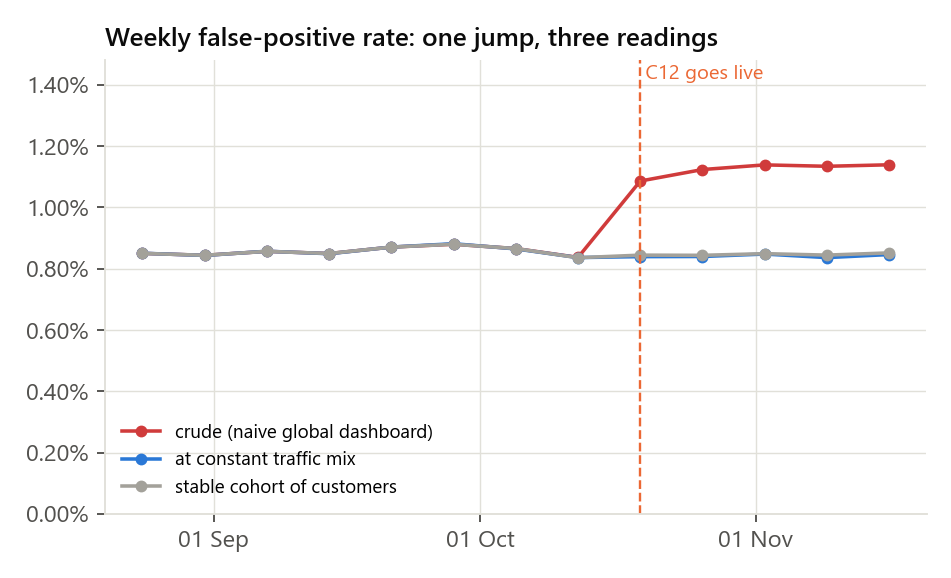 Weekly false-positive rate: one jump, three readings
C12 goes live
1.40%
1.20%
1.00%
0.80%
0.60%
0.40%
0.20%
0.00%
crude (naive global dashboard)
at constant traffic mix
stable cohort of customers
01 Sep
01 Oct
01 Nov